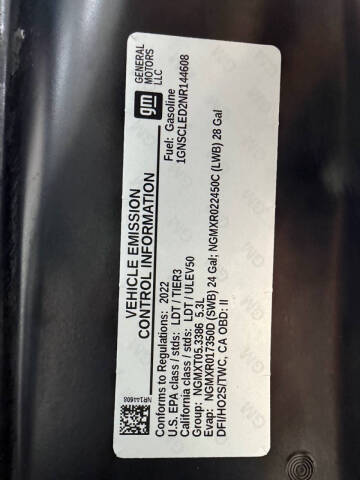 gm
GENERAL
MOTORS
LLC
VEHICLE EMISSION
CONTROL INFORMATION
Fuel: Gasoline
1GNSCLED2NR144608
Conforms to Regulations: 2022
U.S. EPA class / stds: LDT / TIER3
California class / stds: LDT / ULEV50
Group: NGMXT05.3386 5.3L
Evap: NGMXR017350D (SWB) 24 Gal; NGMXR022450C (LWB) 28 Gal
DFI/HO2S/TWC, CA OBD: II
NR144608